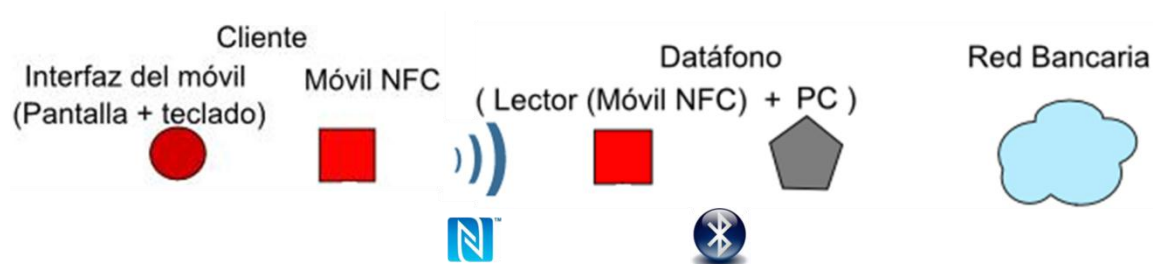 Cliente
Interfaz del móvil
(Pantalla + teclado)
Móvil NFC
Datáfono
( Lector (Móvil NFC) + PC )
Red Bancaria